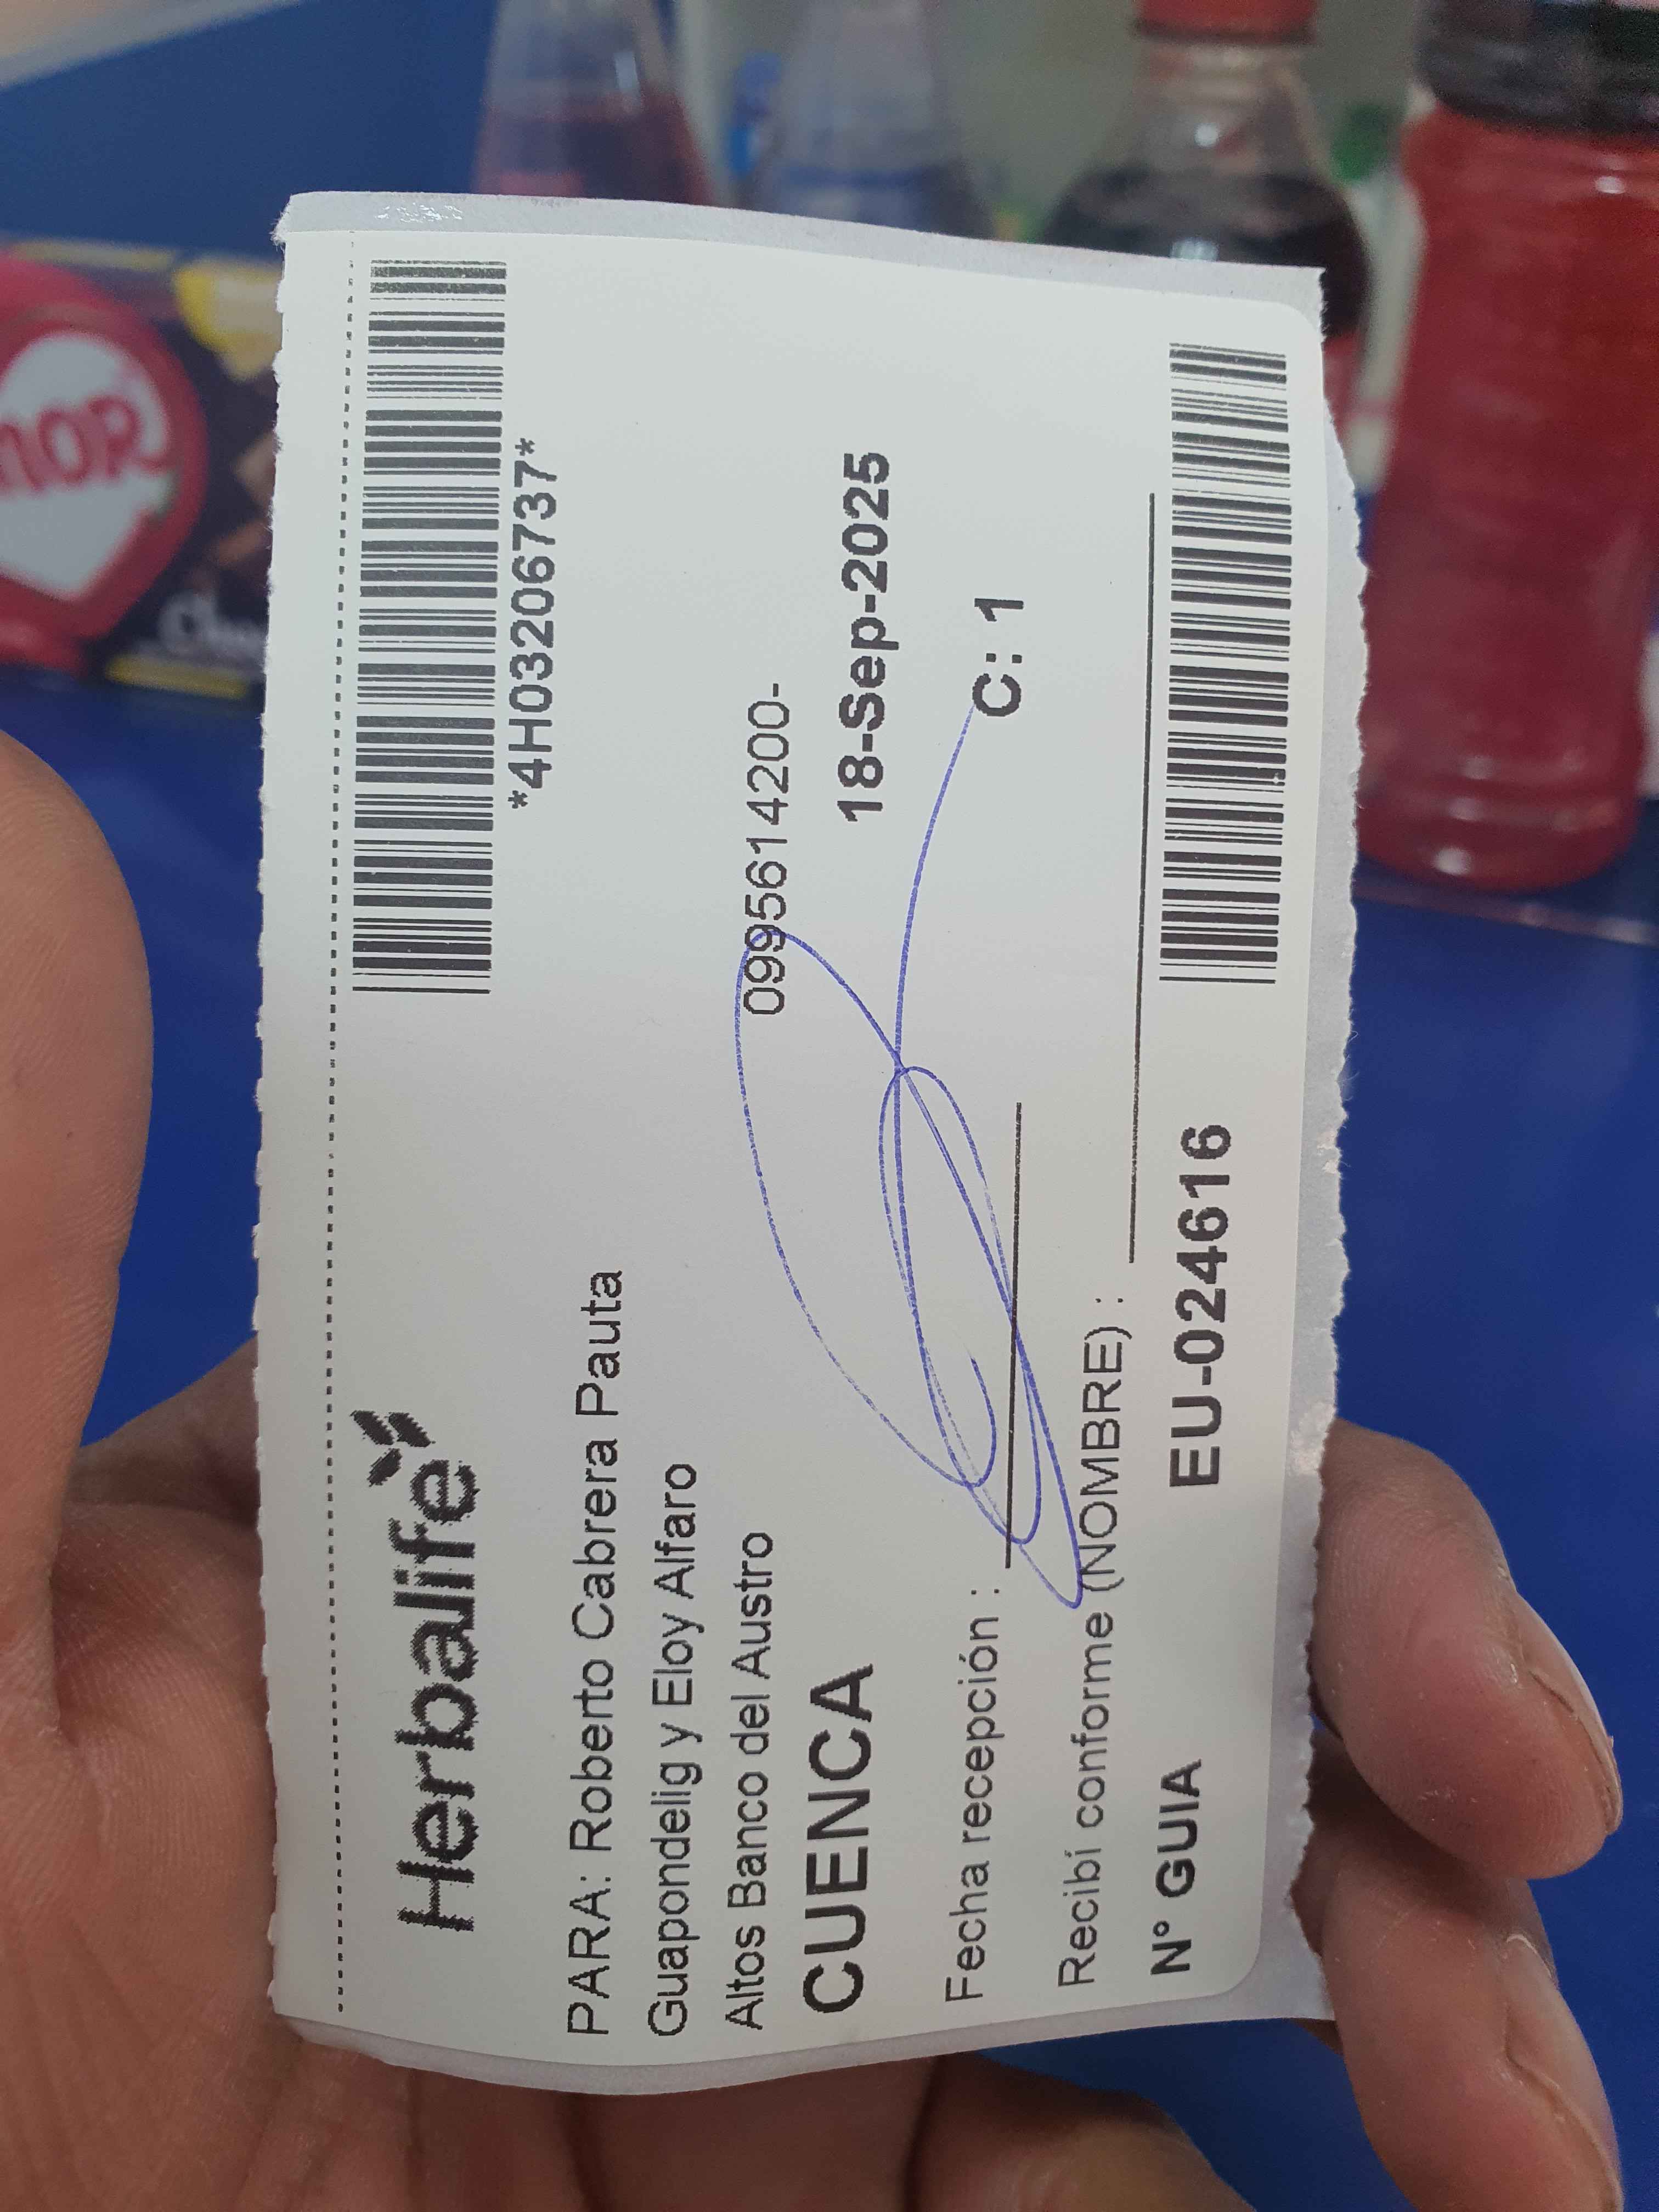 Herbalife
*4H03206737*
PARA: Roberto Cabrera Pauta
Guapondelig y Eloy Alfaro
Altos Banco del Austro
0995614200-
CUENCA
18-Sep-2025
Fecha recepción :
C: 1
Recibí conforme (NOMBRE) :
N° GUIA
EU-024616